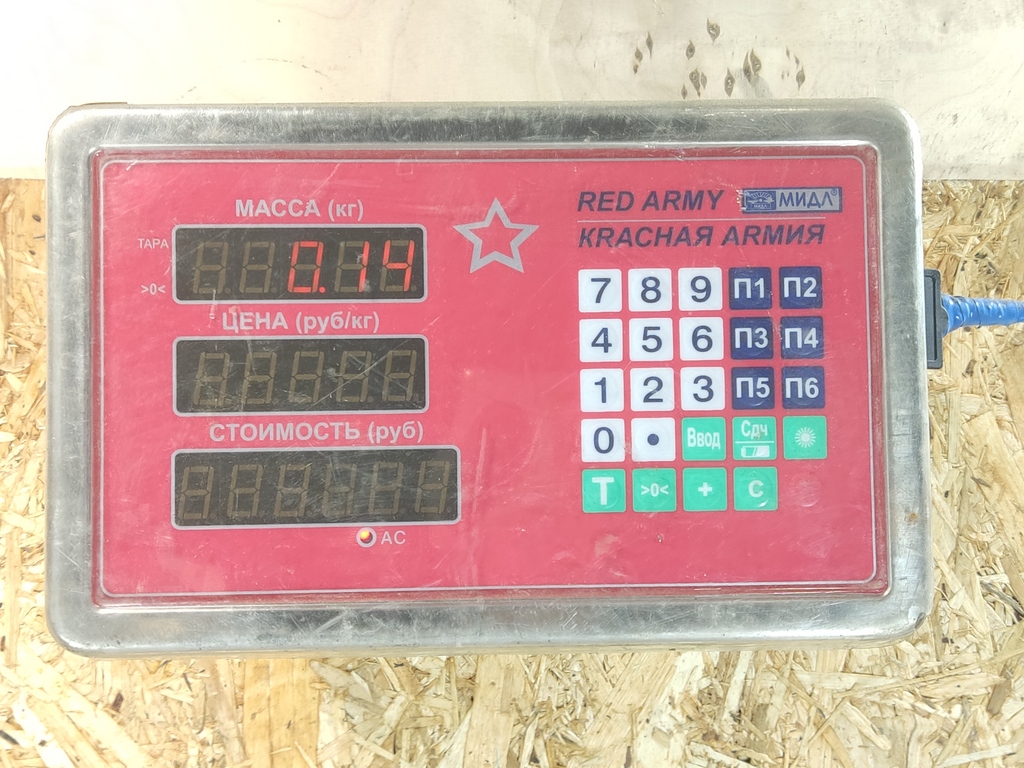 МАССА (кг)
ТАРА
>0<
0.14
ЦЕНА (руб/кг)
СТОИМОСТЬ (руб)
AC
RED ARMY МИДЛ®
КRАСНАЯ АRМИЯ
7 8 9 П1 П2
4 5 6 П3 П4
1 2 3 П5 П6
0 • Ввод Сдч
T >0< + C